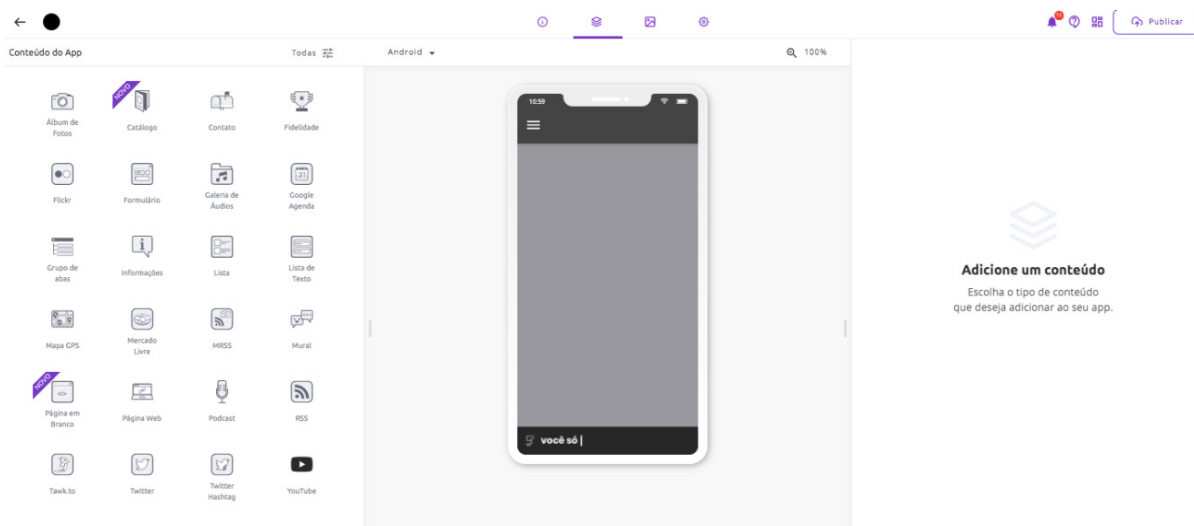 Publicar
Conteúdo do App
Todas
Android
100%
NOVO
Álbum de
Fotos
Catálogo
Contato
Fidelidade
Flickr
Formulário
Galeria de
Áudios
Google
Agenda
Grupo de
abas
Informações
Lista
Lista de
Texto
Mapa GPS
Mercado
Livre
MRSS
Mural
NOVO
Página em
Branco
Página Web
Podcast
RSS
Tawk.to
Twitter
Twitter
Hashtag
YouTube
10:59
você só |
Adicione um conteúdo
Escolha o tipo de conteúdo
que deseja adicionar ao seu app.